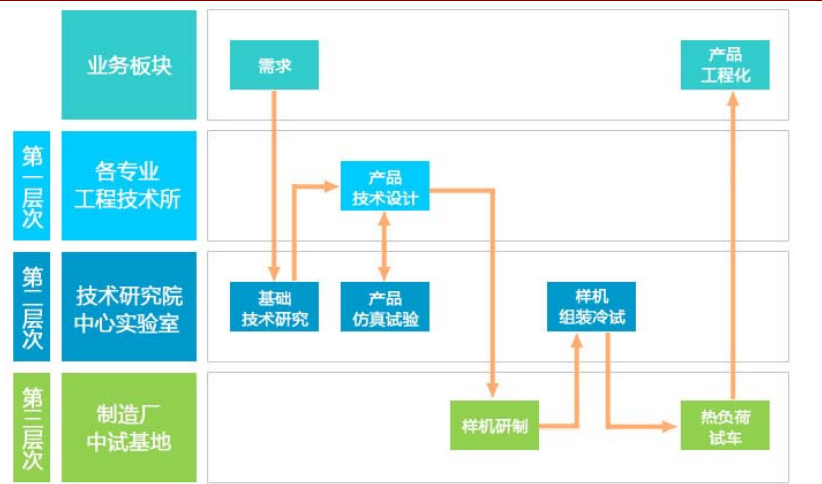 业务板块
需求
产品
工程化
第一层次
各专业
工程技术所
产品
技术设计
第二层次
技术研究院
中心实验室
基础
技术研究
产品
仿真试验
样机
组装冷试
第三层次
制造厂
中试基地
样机研制
热负荷
试车